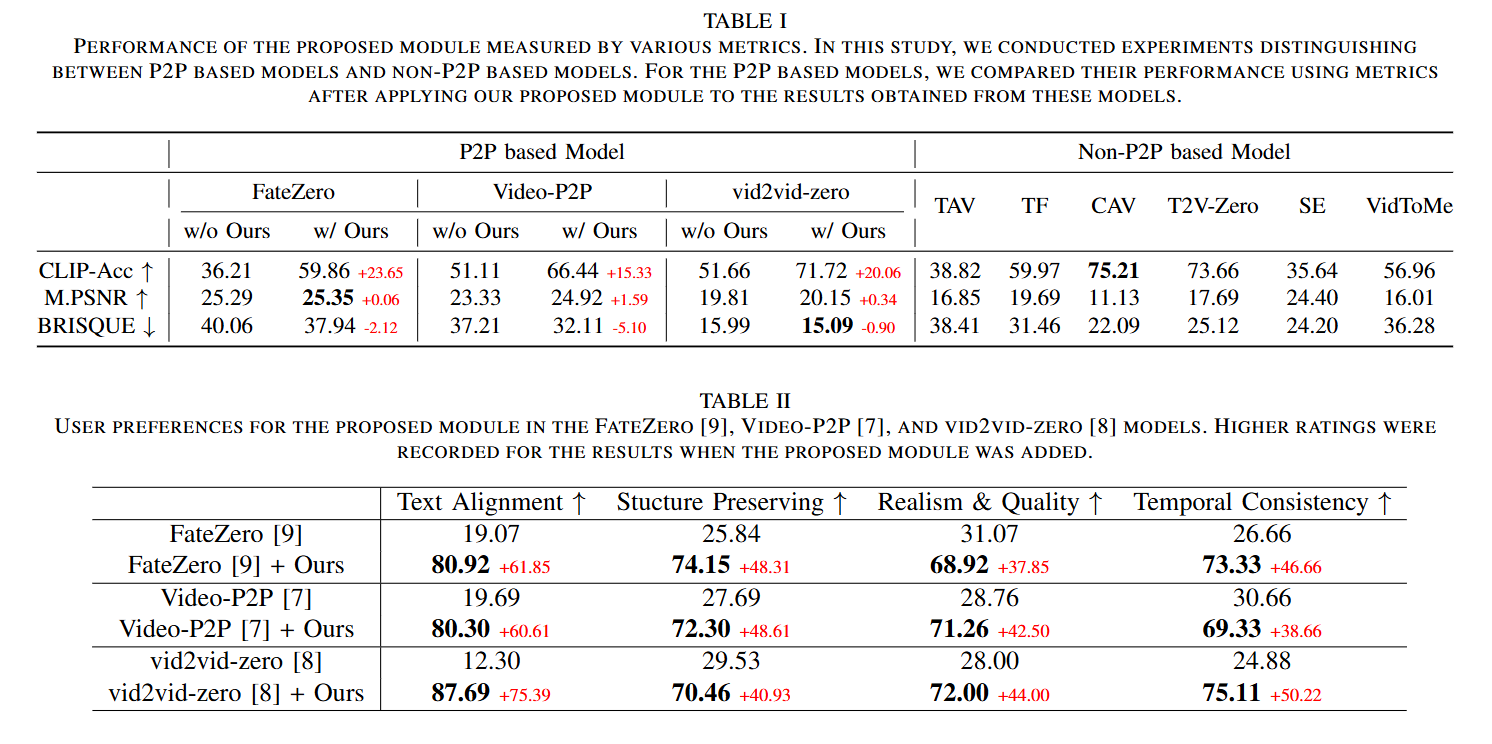 TABLE I
PERFORMANCE OF THE PROPOSED MODULE MEASURED BY VARIOUS METRICS. IN THIS STUDY, WE CONDUCTED EXPERIMENTS DISTINGUISHING
BETWEEN P2P BASED MODELS AND NON-P2P BASED MODELS. FOR THE P2P BASED MODELS, WE COMPARED THEIR PERFORMANCE USING METRICS
AFTER APPLYING OUR PROPOSED MODULE TO THE RESULTS OBTAINED FROM THESE MODELS.
P2P based Model Non-P2P based Model
FateZero Video-P2P vid2vid-zero TAV TF CAV T2V-Zero SE VidToMe
w/o Ours w/ Ours w/o Ours w/ Ours w/o Ours w/ Ours
CLIP-Acc ↑ 36.21 59.86 +23.65 51.11 66.44 +15.33 51.66 71.72 +20.06 38.82 59.97 75.21 73.66 35.64 56.96
M.PSNR ↑ 25.29 25.35 +0.06 23.33 24.92 +1.59 19.81 20.15 +0.34 16.85 19.69 11.13 17.69 24.40 16.01
BRISQUE ↓ 40.06 37.94 -2.12 37.21 32.11 -5.10 15.99 15.09 -0.90 38.41 31.46 22.09 25.12 24.20 36.28
TABLE II
USER PREFERENCES FOR THE PROPOSED MODULE IN THE FATEZERO [9], VIDEO-P2P [7], AND VID2VID-ZERO [8] MODELS. HIGHER RATINGS WERE
RECORDED FOR THE RESULTS WHEN THE PROPOSED MODULE WAS ADDED.
Text Alignment ↑ Stucture Preserving ↑ Realism & Quality ↑ Temporal Consistency ↑
FateZero [9] 19.07 25.84 31.07 26.66
FateZero [9] + Ours 80.92 +61.85 74.15 +48.31 68.92 +37.85 73.33 +46.66
Video-P2P [7] 19.69 27.69 28.76 30.66
Video-P2P [7] + Ours 80.30 +60.61 72.30 +48.61 71.26 +42.50 69.33 +38.66
vid2vid-zero [8] 12.30 29.53 28.00 24.88
vid2vid-zero [8] + Ours 87.69 +75.39 70.46 +40.93 72.00 +44.00 75.11 +50.22